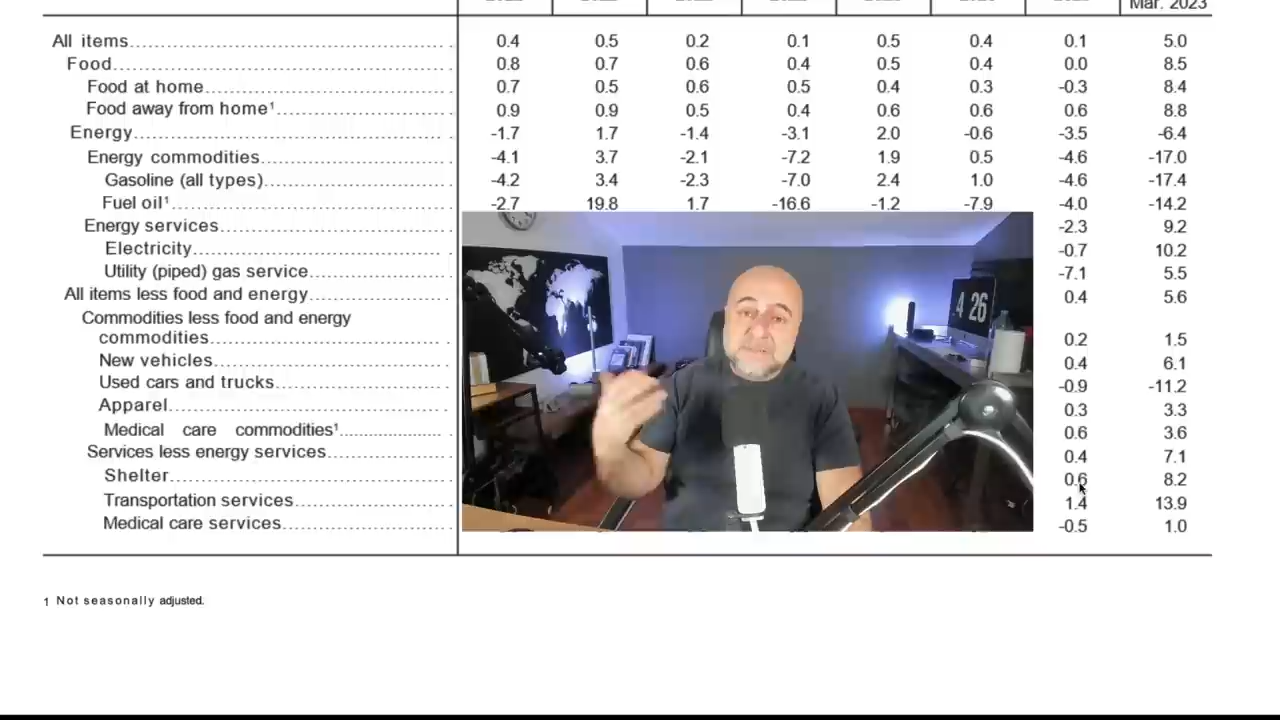 Mar. 2023
All items 0.4 0.5 0.2 0.1 0.5 0.4 0.1 5.0
Food 0.8 0.7 0.6 0.4 0.5 0.4 0.0 8.5
Food at home 0.7 0.5 0.6 0.5 0.4 0.3 -0.3 8.4
Food away from home¹ 0.9 0.9 0.5 0.4 0.6 0.6 0.6 8.8
Energy -1.7 1.7 -1.4 -3.1 2.0 -0.6 -3.5 -6.4
Energy commodities -4.1 3.7 -2.1 -7.2 1.9 0.5 -4.6 -17.0
Gasoline (all types) -4.2 3.4 -2.3 -7.0 2.4 1.0 -4.6 -17.4
Fuel oil¹ -2.7 19.8 1.7 -16.6 -1.2 -7.9 -4.0 -14.2
Energy services -2.3 9.2
Electricity -0.7 10.2
Utility (piped) gas service -7.1 5.5
All items less food and energy 0.4 5.6
Commodities less food and energy
commodities 0.2 1.5
New vehicles 0.4 6.1
Used cars and trucks -0.9 -11.2
Apparel 0.3 3.3
Medical care commodities¹ 0.6 3.6
Services less energy services 0.4 7.1
Shelter 0.6 8.2
Transportation services 1.4 13.9
Medical care services -0.5 1.0
4 26
1 Not seasonally adjusted.